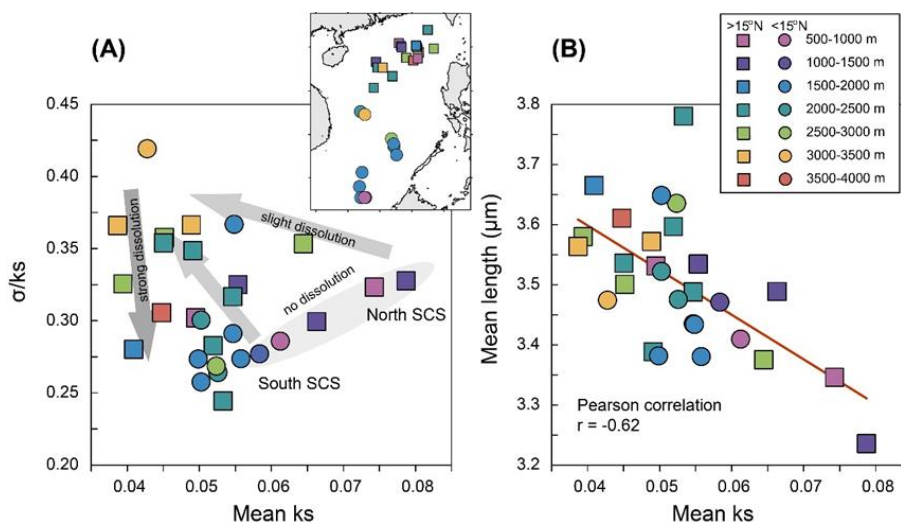 (A)
σ/ks
0.45
0.40
0.35
0.30
0.25
0.20
strong dissolution
slight dissolution
no dissolution
North SCS
South SCS
0.04 0.05 0.06 0.07 0.08
Mean ks
(B)
>15°N <15°N
500-1000 m
1000-1500 m
1500-2000 m
2000-2500 m
2500-3000 m
3000-3500 m
3500-4000 m
Mean length (μm)
3.8
3.7
3.6
3.5
3.4
3.3
3.2
Pearson correlation
r = -0.62
0.04 0.05 0.06 0.07 0.08
Mean ks